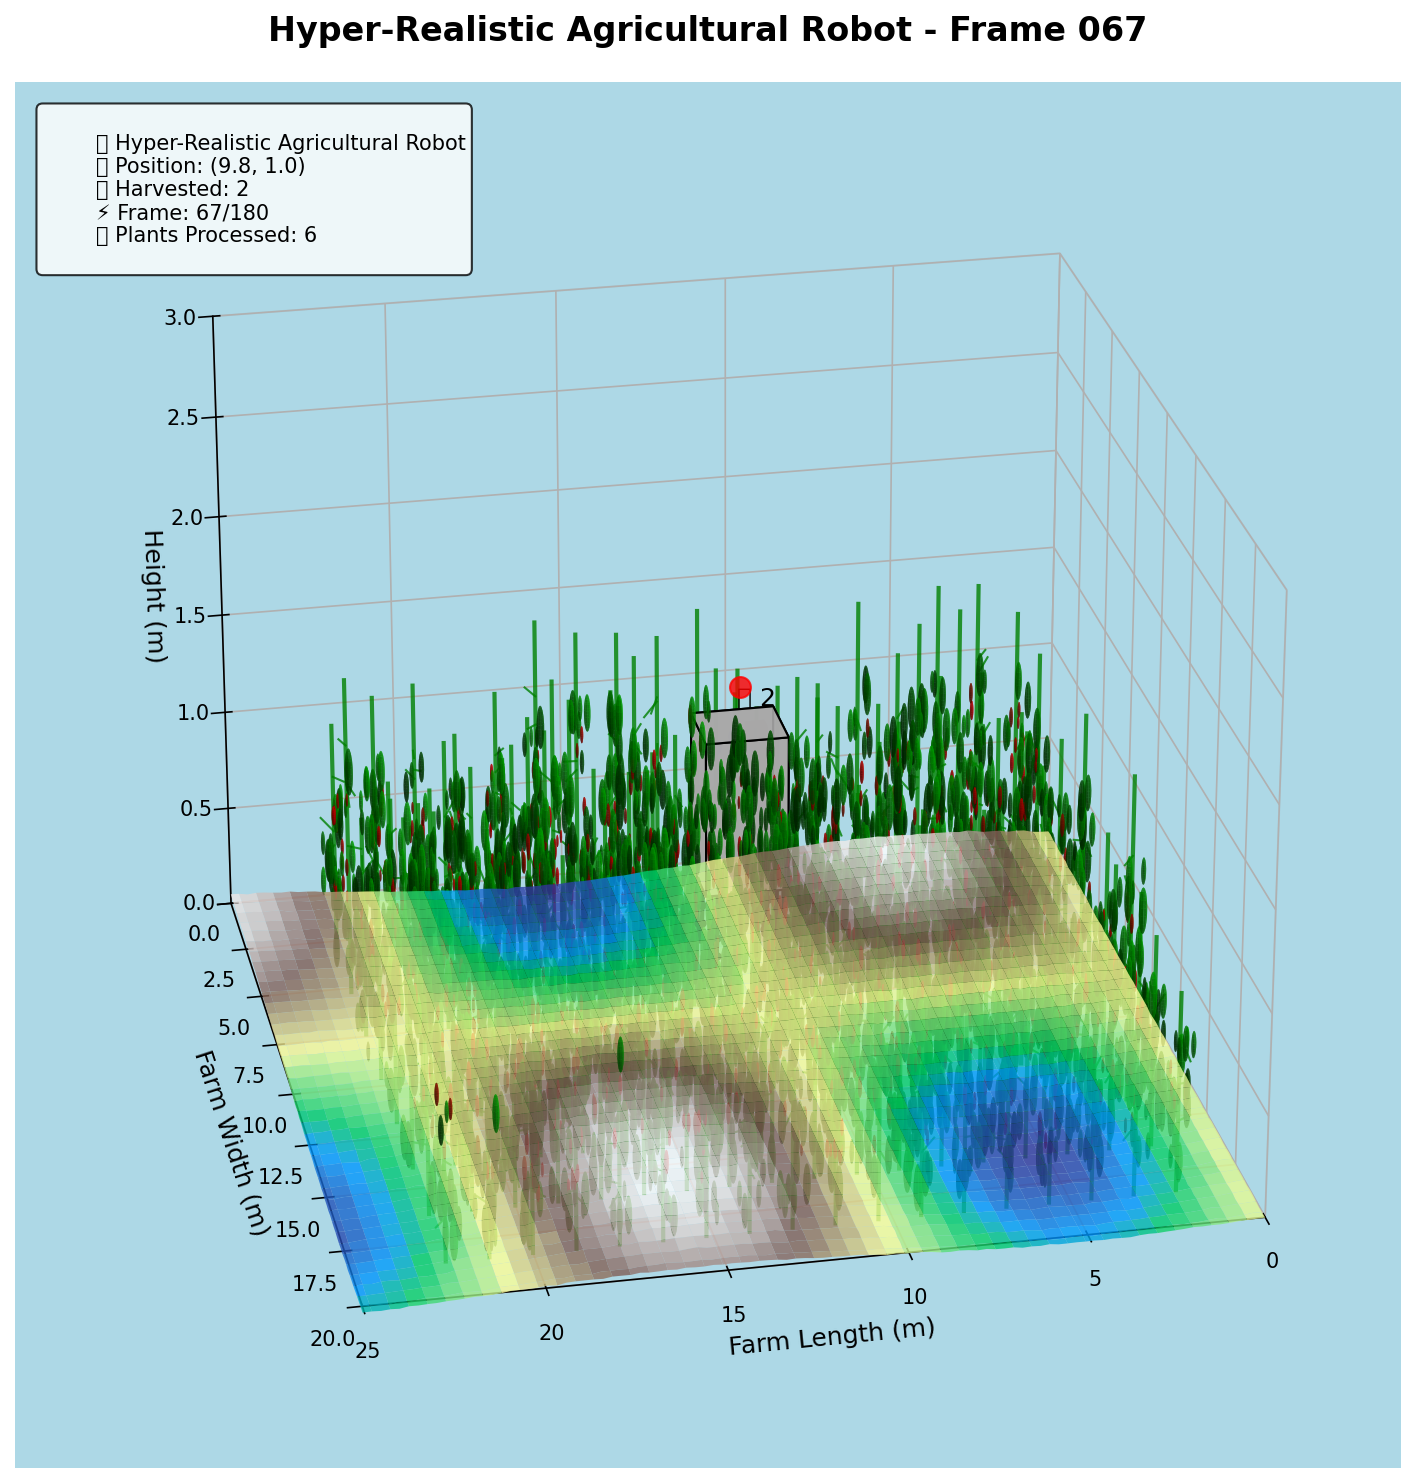 Hyper-Realistic Agricultural Robot - Frame 067
Hyper-Realistic Agricultural Robot
Position: (9.8, 1.0)
Harvested: 2
⚡ Frame: 67/180
Plants Processed: 6
3.0
2.5
2.0
1.5
1.0
0.5
0.0
Height (m)
2
0.0
2.5
5.0
7.5
10.0
12.5
15.0
17.5
20.0
Farm Width (m)
25
20
15
10
5
0
Farm Length (m)